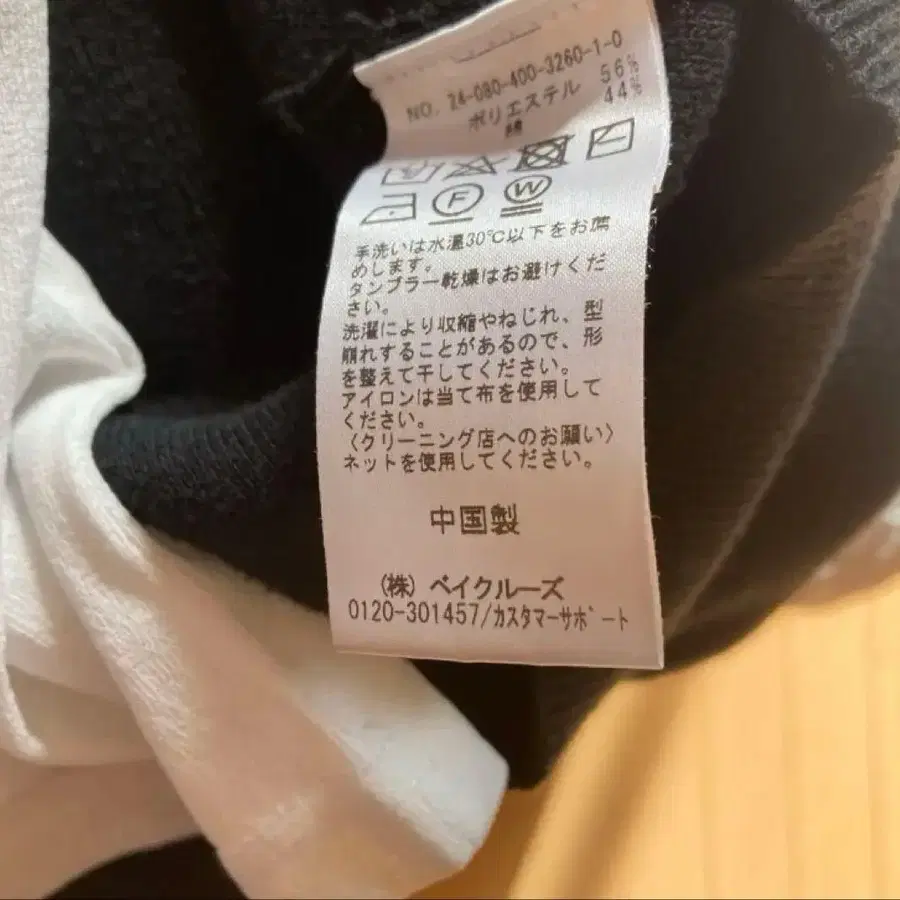 NO. 24-080-400-3260-1-0
ポリエステル 56%
綿 44%
F W
手洗いは水温30℃以下をお薦
めします。
タンブラー乾燥はお避けくだ
さい。
洗濯により収縮やねじれ、型
崩れすることがあるので、形
を整えて干してください。
アイロンは当て布を使用して
ください。
〈クリーニング店へのお願い〉
ネットを使用してください。
中国製
(株) ベイクルーズ
0120-301457/カスタマーサポート